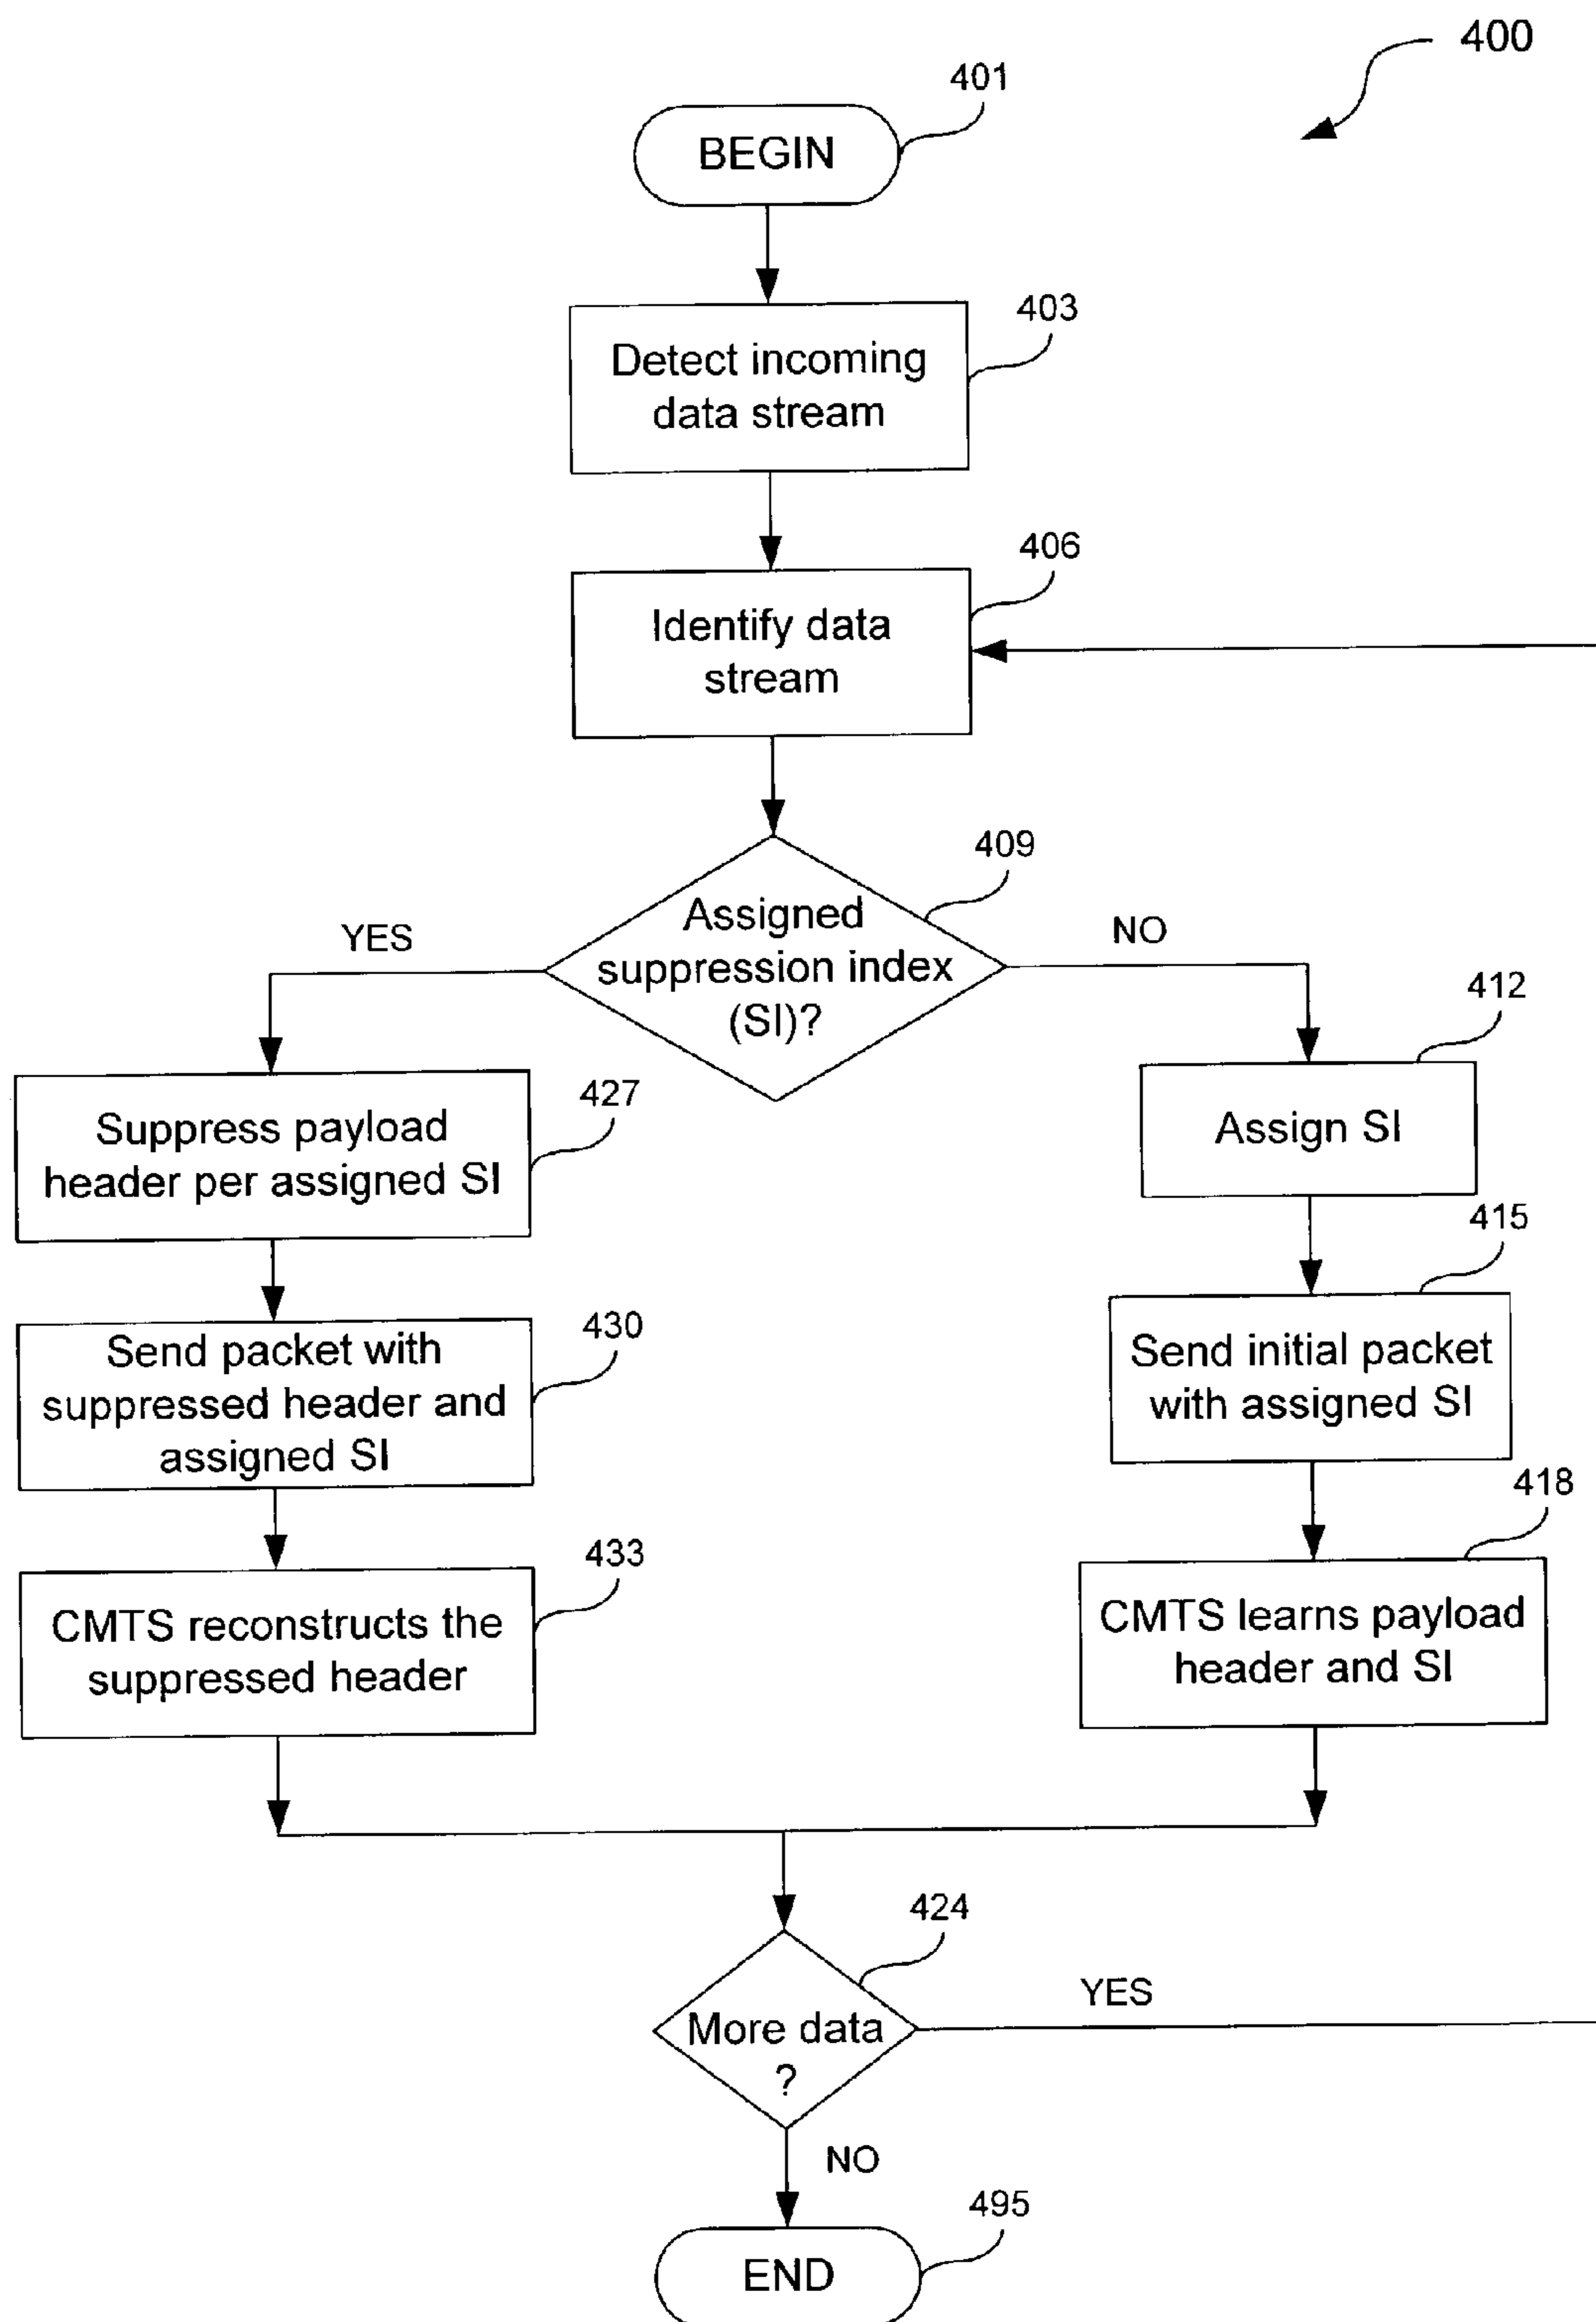 400
401
BEGIN
403
Detect incoming
data stream
406
Identify data
stream
409
Assigned
suppression index
(SI)?
YES
NO
412
Assign SI
427
Suppress payload
header per assigned SI
415
Send initial packet
with assigned SI
430
Send packet with
suppressed header and
assigned SI
418
CMTS learns payload
header and SI
433
CMTS reconstructs the
suppressed header
424
More data
?
YES
NO
495
END